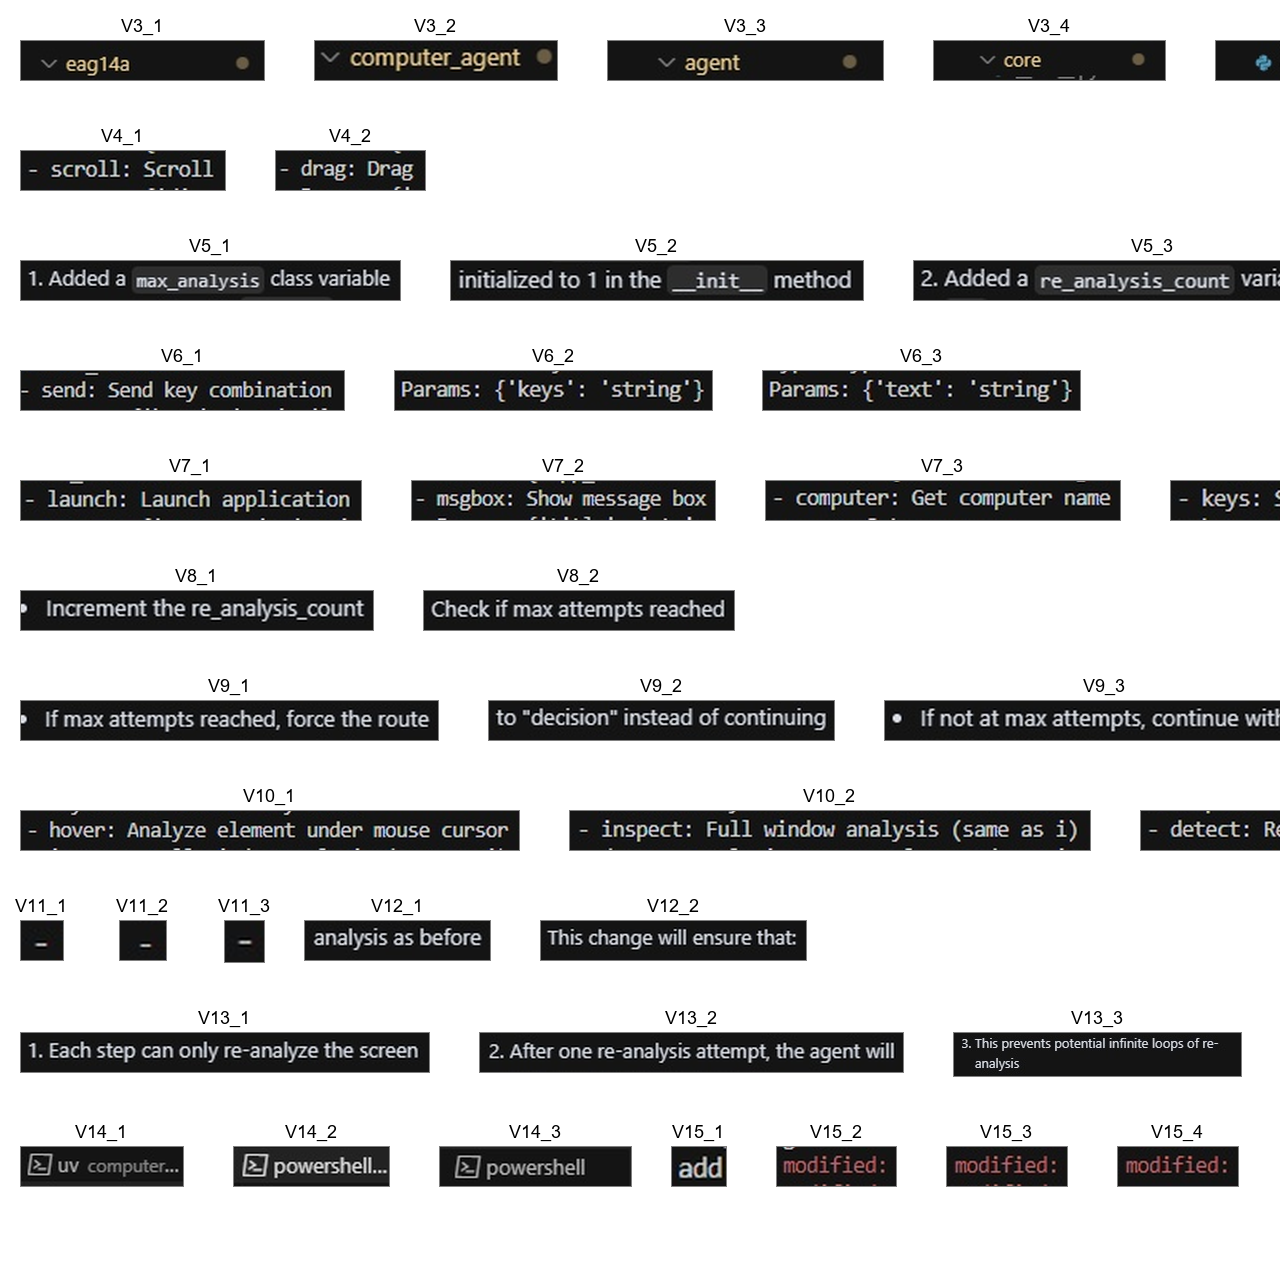 V3_1 V3_2 V3_3 V3_4
eag14a computer_agent agent core
V4_1 V4_2
- scroll: Scroll - drag: Drag
V5_1 V5_2 V5_3
1. Added a max_analysis class variable initialized to 1 in the __init__ method 2. Added a re_analysis_count varia
V6_1 V6_2 V6_3
- send: Send key combination Params: {'keys': 'string'} Params: {'text': 'string'}
V7_1 V7_2 V7_3
- launch: Launch application - msgbox: Show message box - computer: Get computer name - keys: S
V8_1 V8_2
• Increment the re_analysis_count Check if max attempts reached
V9_1 V9_2 V9_3
• If max attempts reached, force the route to "decision" instead of continuing • If not at max attempts, continue with
V10_1 V10_2
- hover: Analyze element under mouse cursor - inspect: Full window analysis (same as i) - detect: Re
V11_1 V11_2 V11_3 V12_1 V12_2
– – – analysis as before This change will ensure that:
V13_1 V13_2 V13_3
1. Each step can only re-analyze the screen 2. After one re-analysis attempt, the agent will 3. This prevents potential infinite loops of re-
analysis
V14_1 V14_2 V14_3 V15_1 V15_2 V15_3 V15_4
uv computer... powershell... powershell add modified: modified: modified: